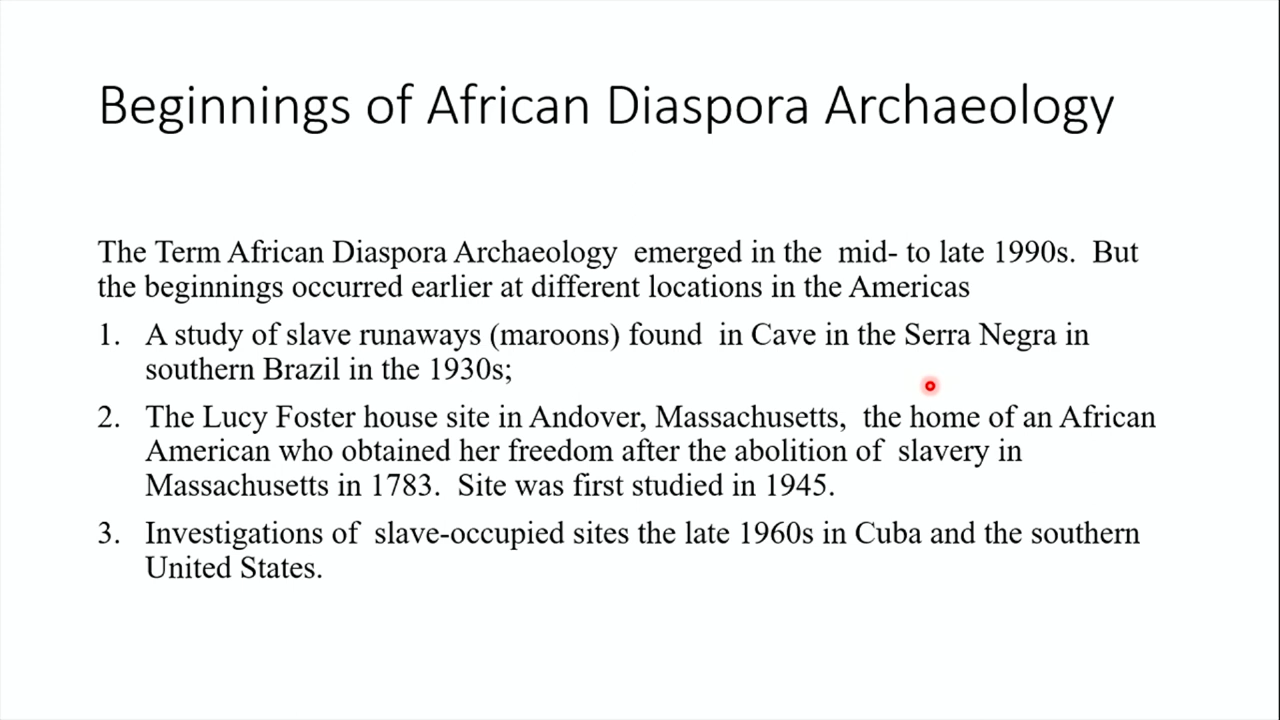 Beginnings of African Diaspora Archaeology
The Term African Diaspora Archaeology  emerged in the  mid- to late 1990s.  But
the beginnings occurred earlier at different locations in the Americas
1. A study of slave runaways (maroons) found  in Cave in the Serra Negra in
southern Brazil in the 1930s;
2. The Lucy Foster house site in Andover, Massachusetts,  the home of an African
American who obtained her freedom after the abolition of  slavery in
Massachusetts in 1783.  Site was first studied in 1945.
3. Investigations of  slave-occupied sites the late 1960s in Cuba and the southern
United States.